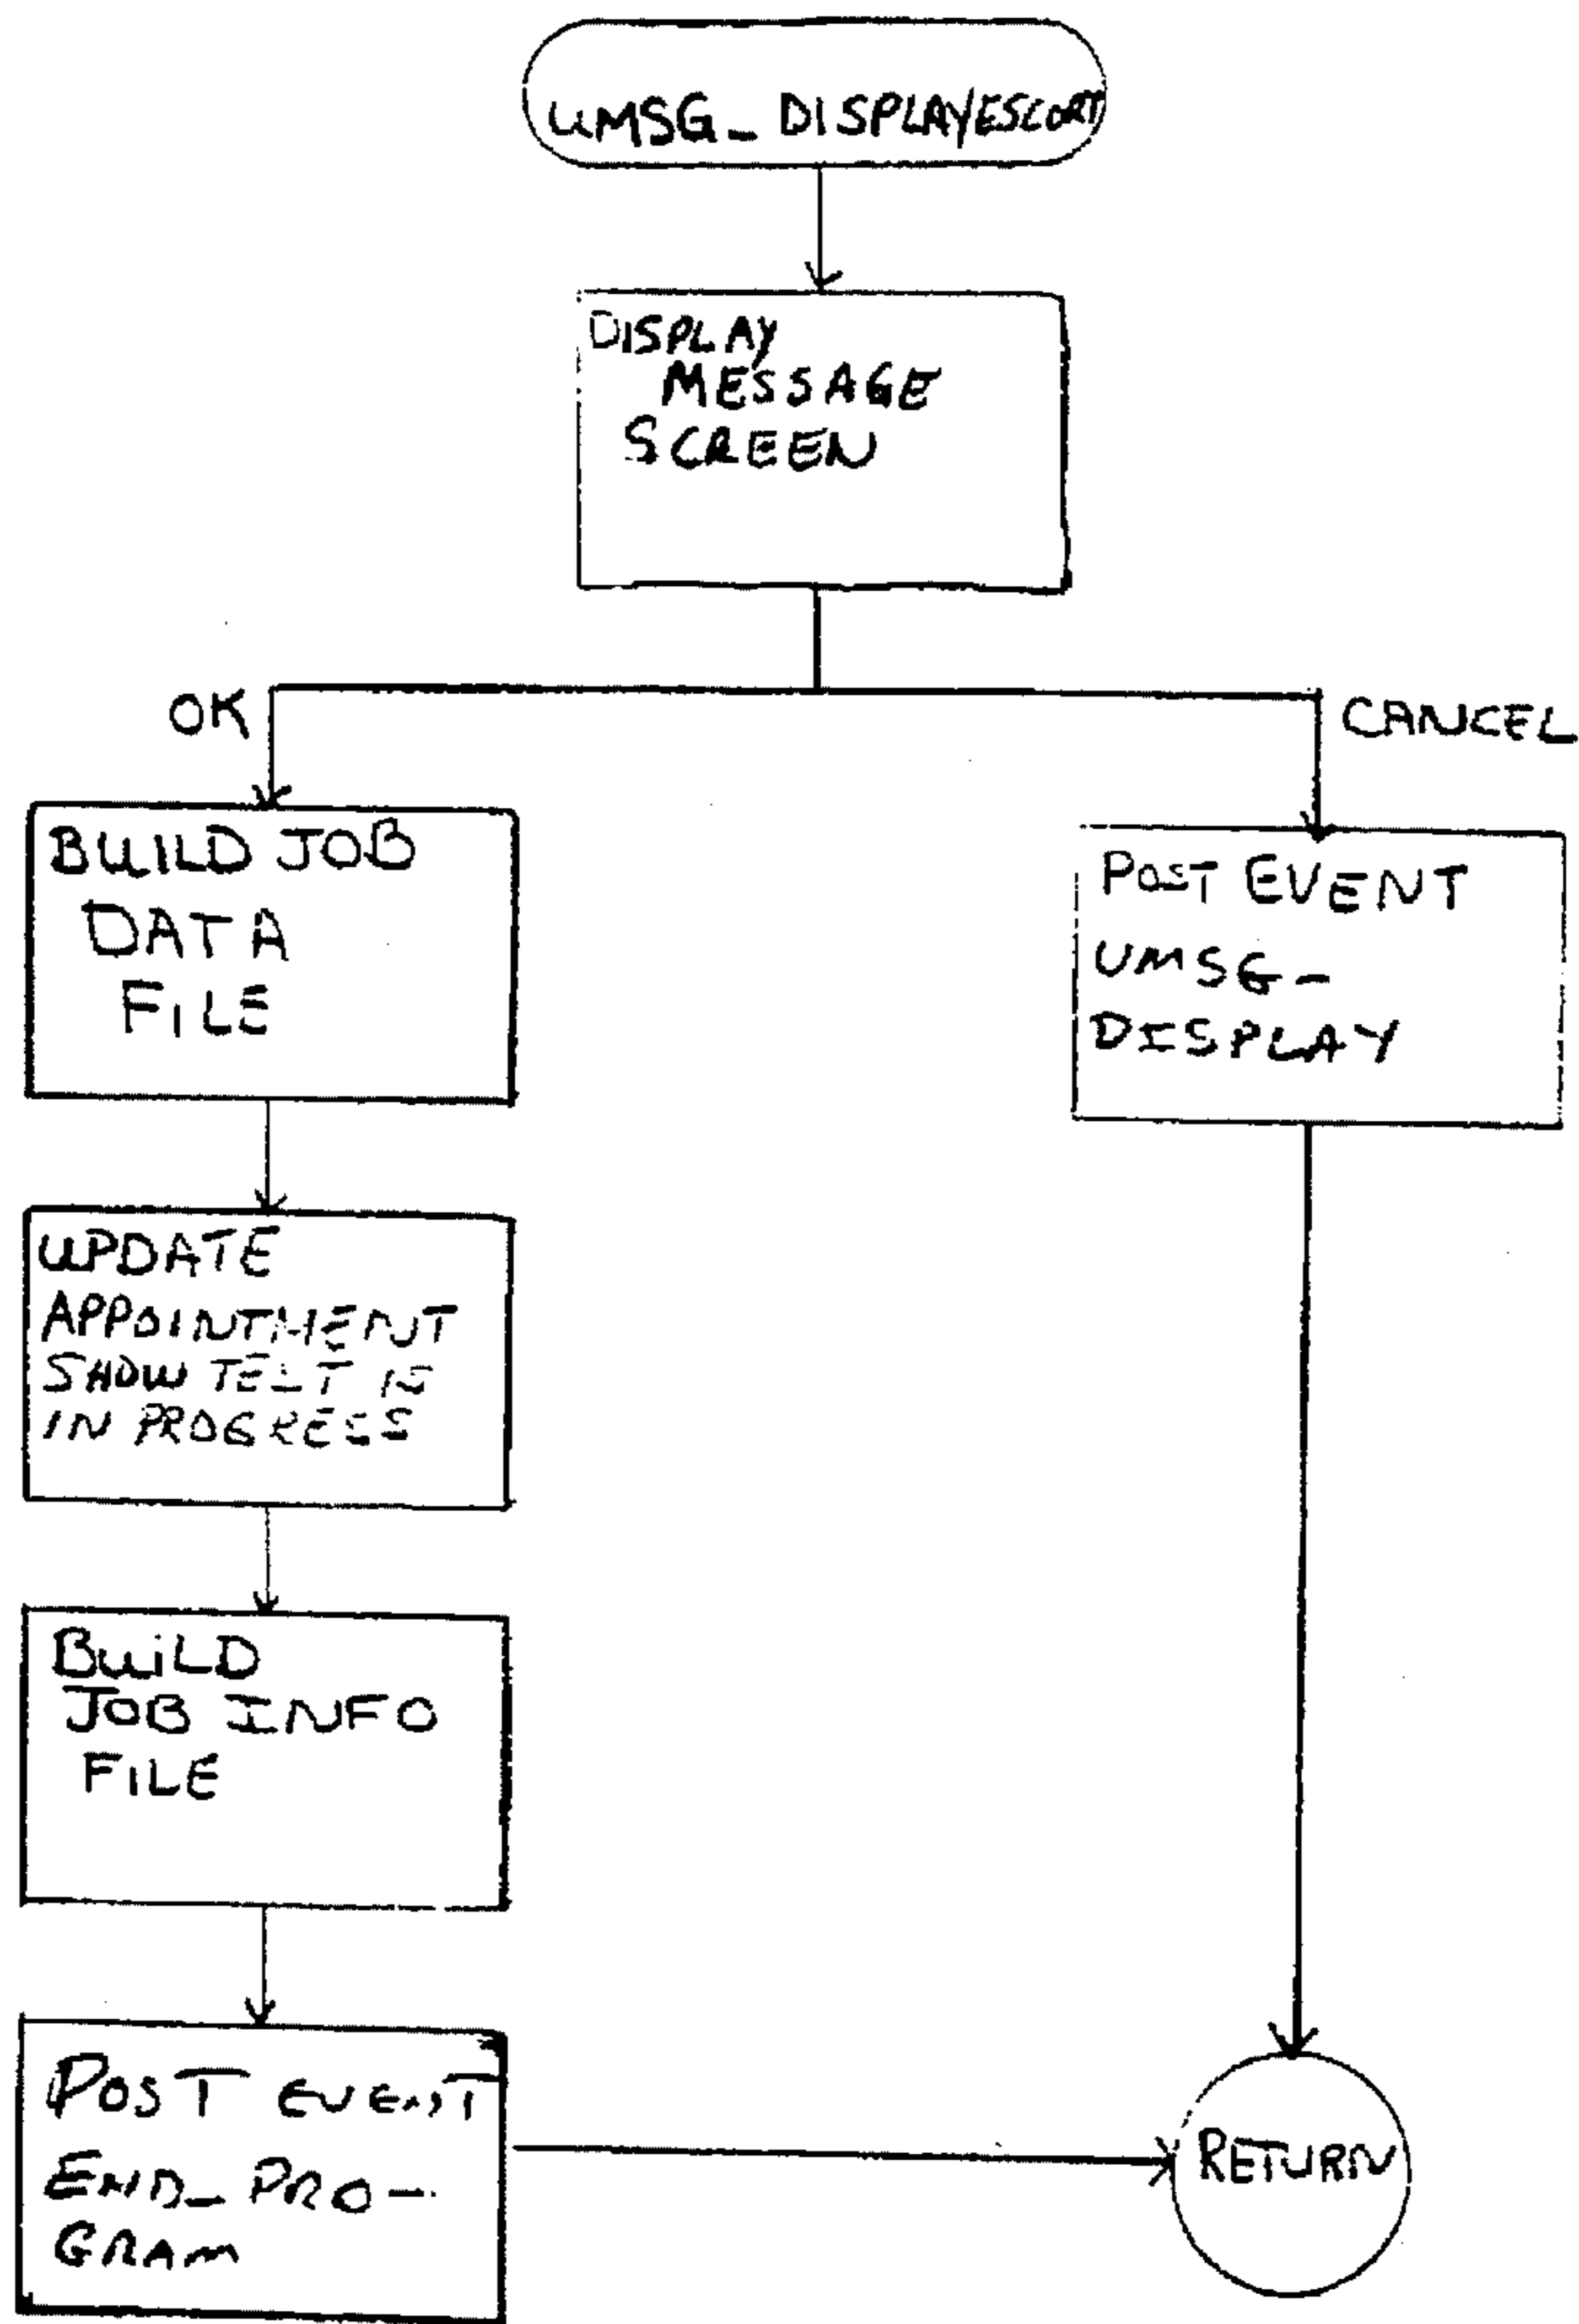 UMSG_DISPLAYESCORT
DISPLAY
MESSAGE
SCREEN
OK
CANCEL
BUILD JOB
DATA
FILE
POST EVENT
UMSG_
DISPLAY
UPDATE
APPOINTMENT
SHOW TEST IS
IN PROGRESS
BUILD
JOB INFO
FILE
POST EVENT
END_PRO-
GRAM
RETURN